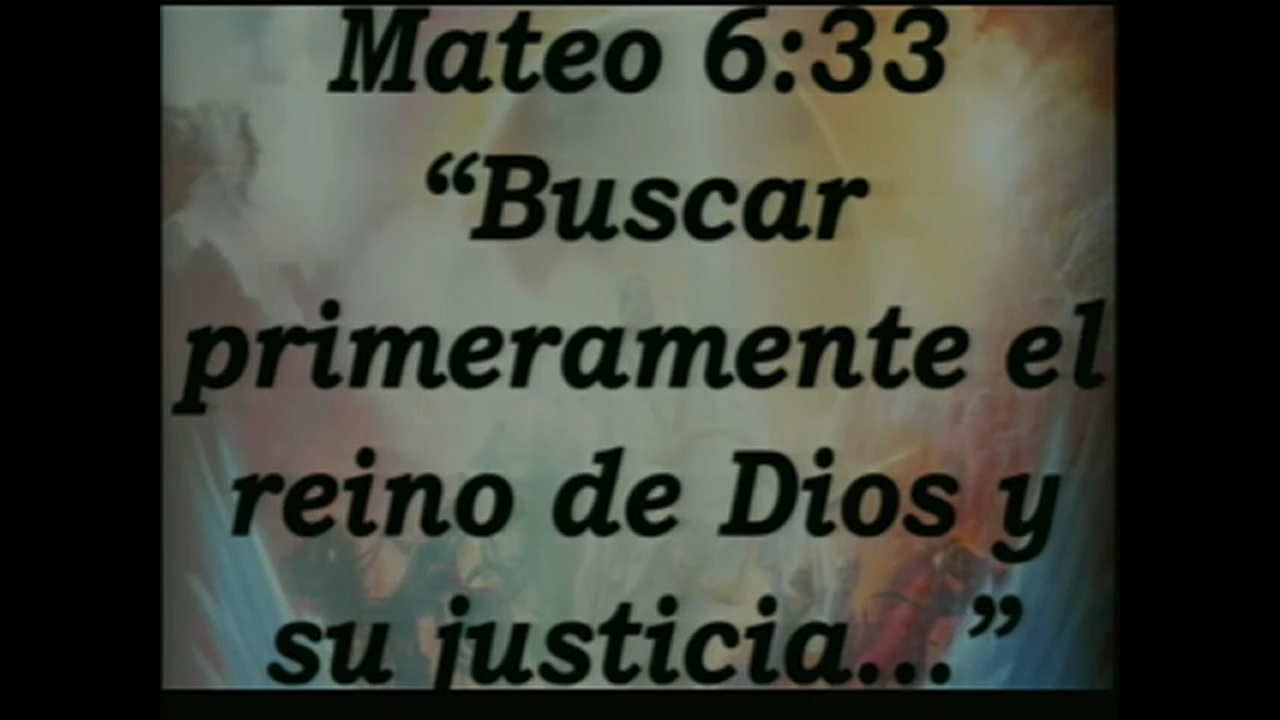 Mateo 6:33
“Buscar
primeramente el
reino de Dios y
su justicia...”